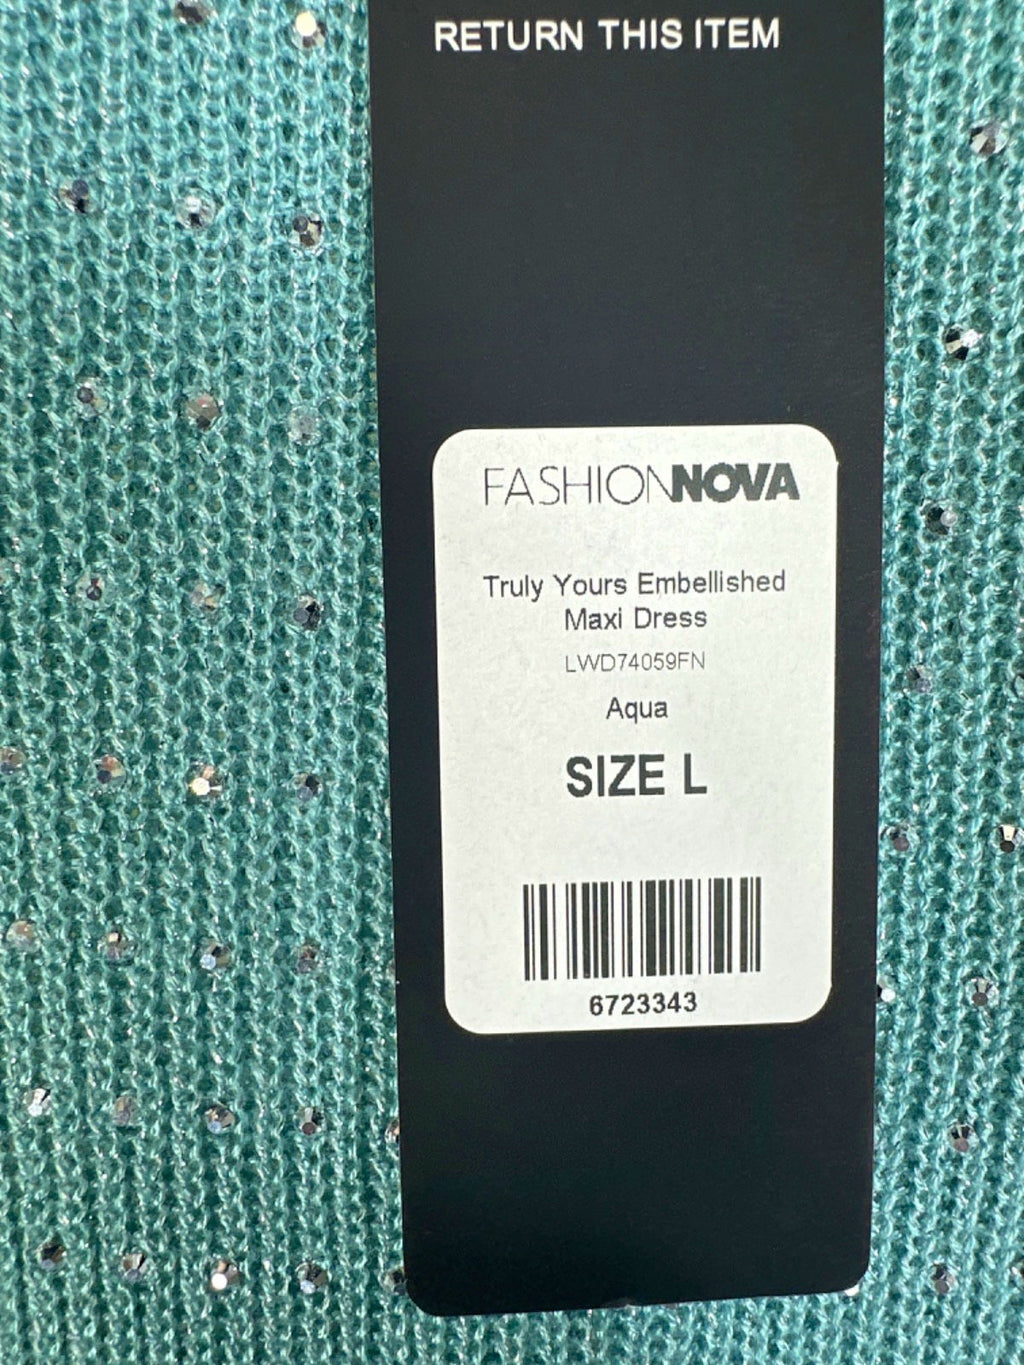 RETURN THIS ITEM
FASHIONNOVA
Truly Yours Embellished
Maxi Dress
LWD74059FN
Aqua
SIZE L
6723343